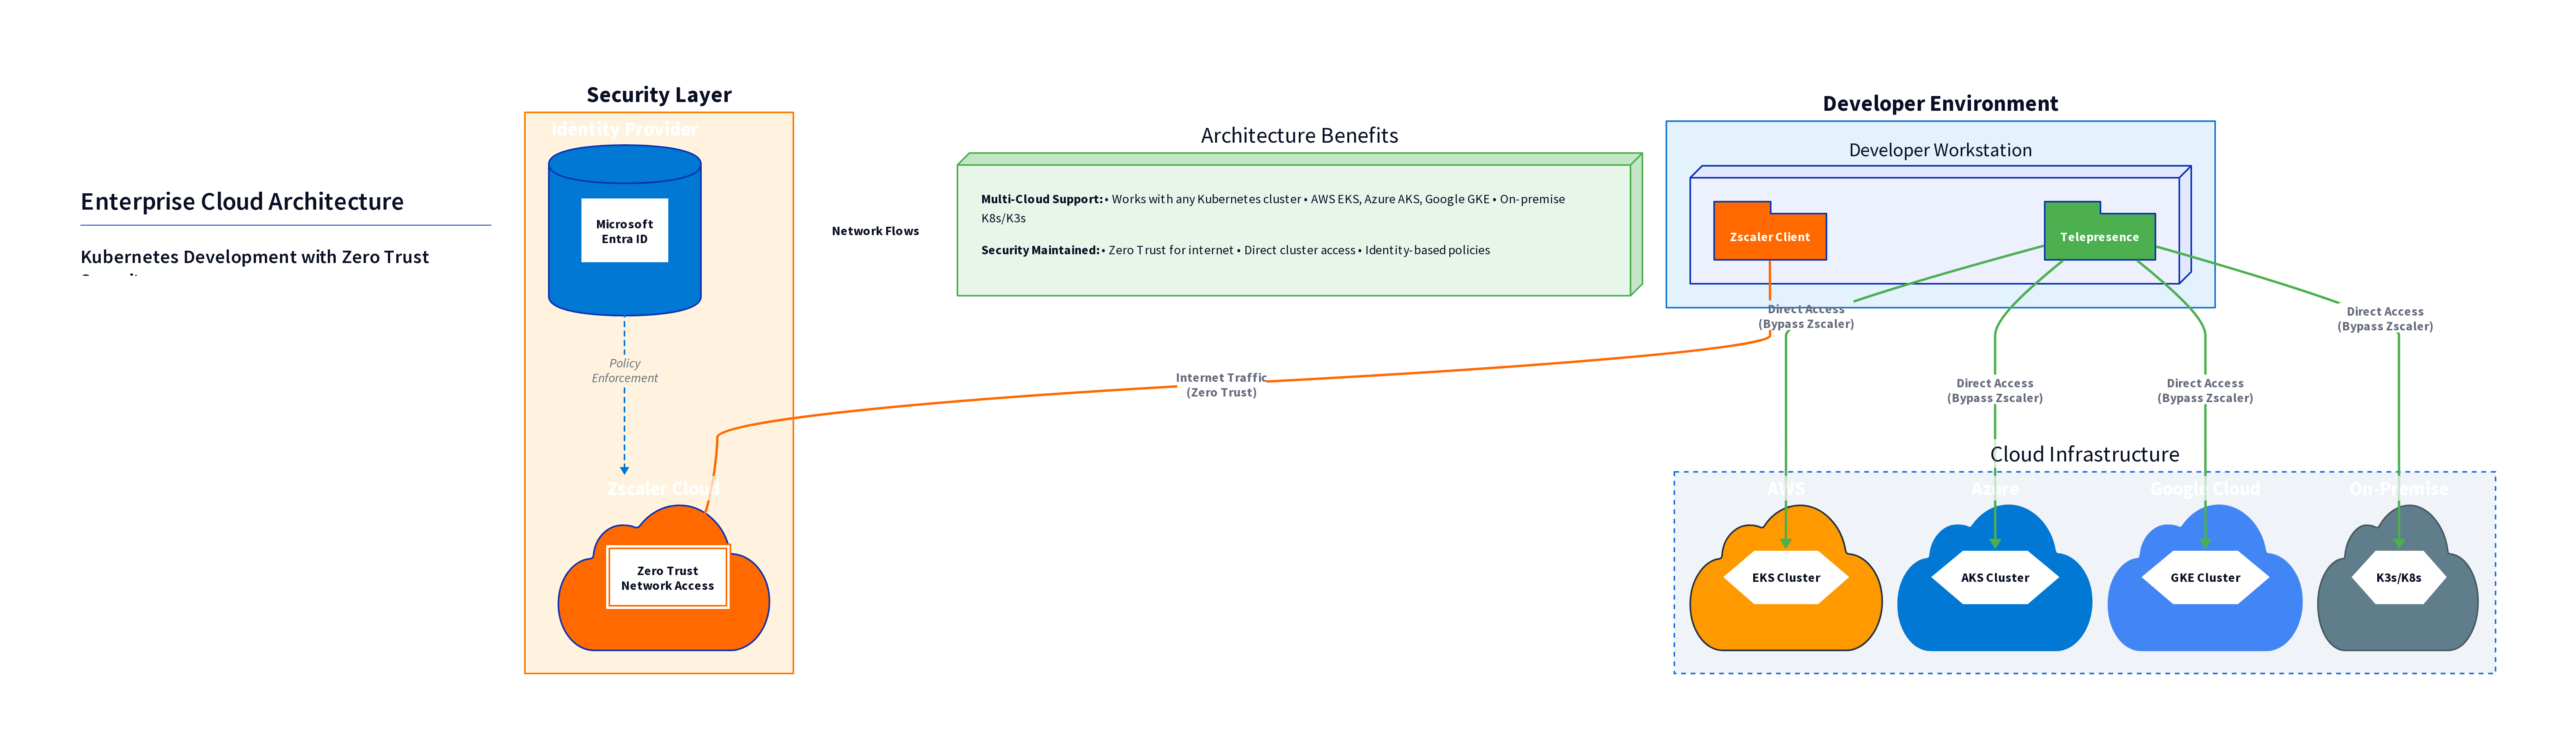 Enterprise Cloud Architecture
Kubernetes Development with Zero Trust
Security Layer
Identity Provider
Microsoft
Entra ID
Policy
Enforcement
Zscaler Cloud
Zero Trust
Network Access
Network Flows
Architecture Benefits
Multi-Cloud Support: • Works with any Kubernetes cluster • AWS EKS, Azure AKS, Google GKE • On-premise
K8s/K3s
Security Maintained: • Zero Trust for internet • Direct cluster access • Identity-based policies
Internet Traffic
(Zero Trust)
Developer Environment
Developer Workstation
Zscaler Client
Telepresence
Direct Access
(Bypass Zscaler)
Direct Access
(Bypass Zscaler)
Direct Access
(Bypass Zscaler)
Direct Access
(Bypass Zscaler)
Cloud Infrastructure
AWS
Azure
Google Cloud
On-Premise
EKS Cluster
AKS Cluster
GKE Cluster
K3s/K8s